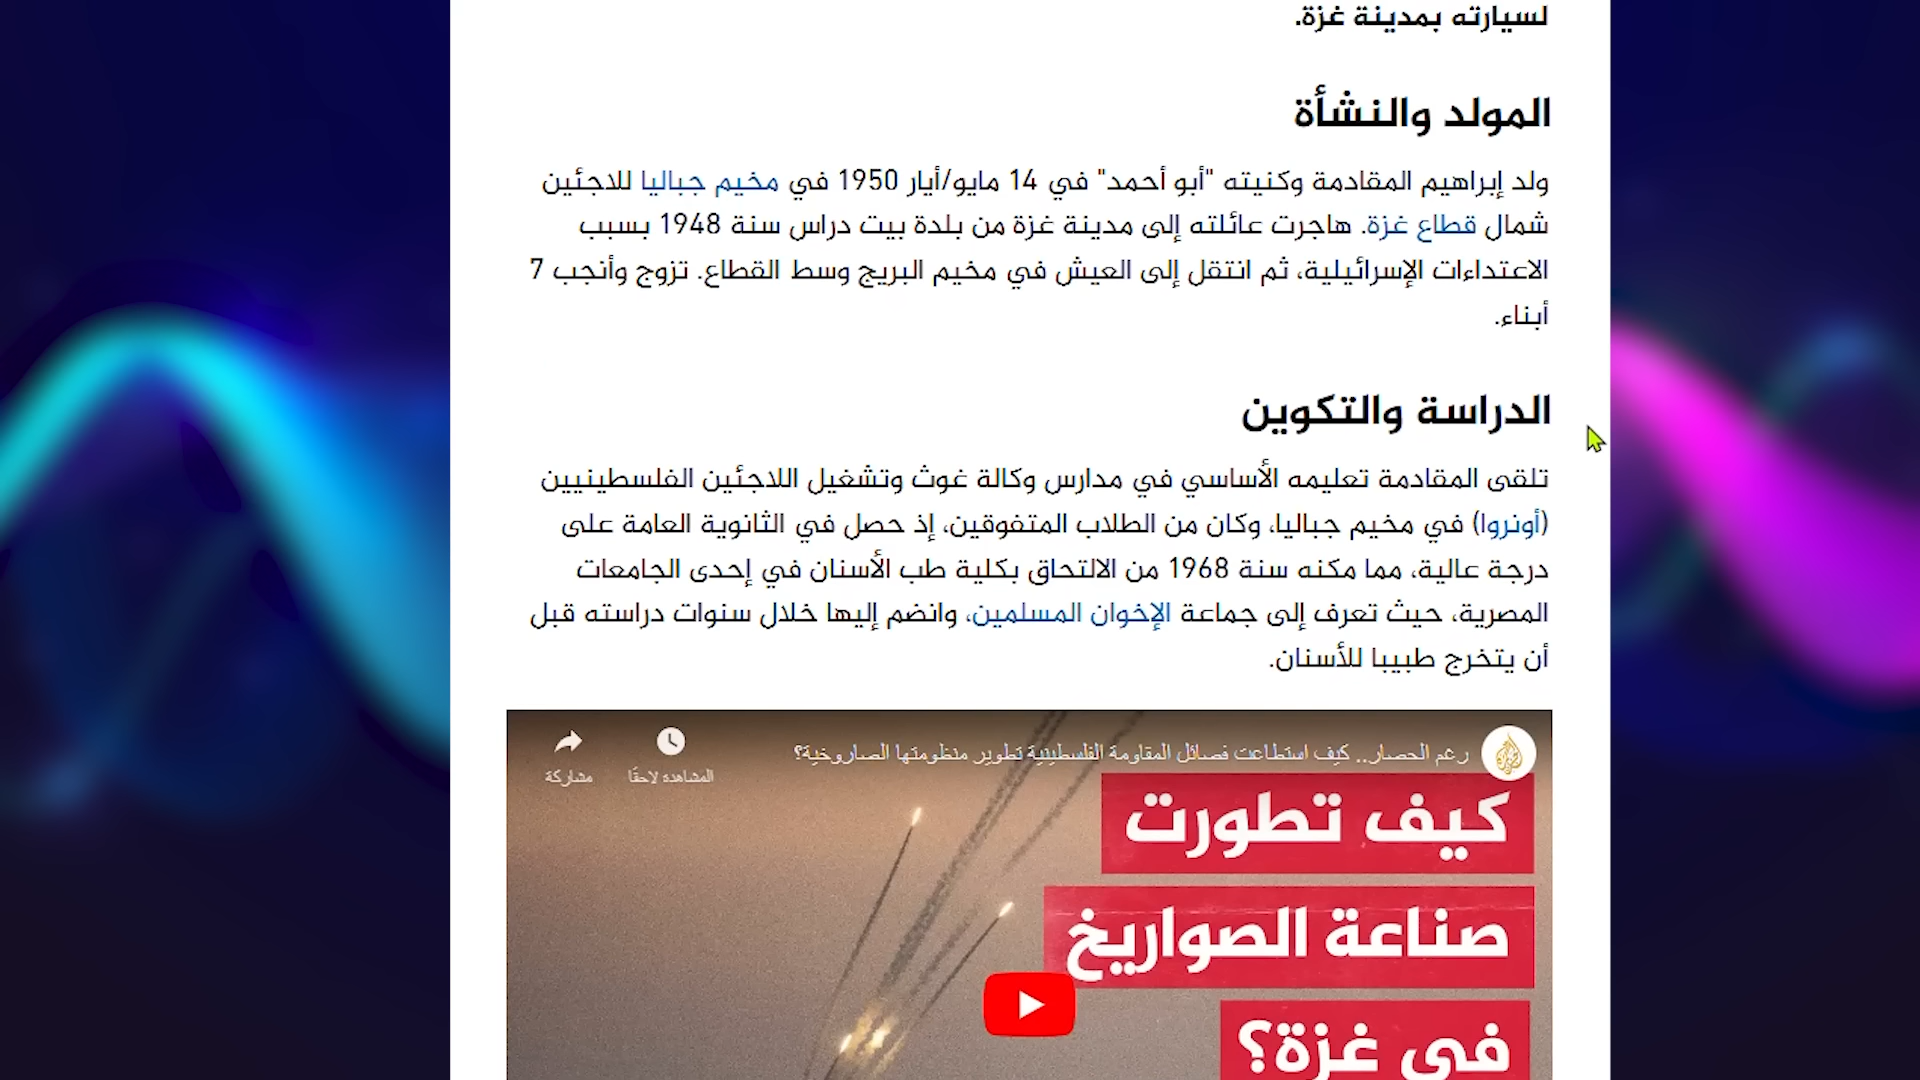 لسيارته بمدينة غزة.
المولد والنشأة
ولد إبراهيم المقادمة وكنيته "أبو أحمد" في 14 مايو/أيار 1950 في مخيم جباليا للاجئين
شمال قطاع غزة. هاجرت عائلته إلى مدينة غزة من بلدة بيت دراس سنة 1948 بسبب
الاعتداءات الإسرائيلية، ثم انتقل إلى العيش في مخيم البريج وسط القطاع. تزوج وأنجب 7
أبناء.
الدراسة والتكوين
تلقى المقادمة تعليمه الأساسي في مدارس وكالة غوث وتشغيل اللاجئين الفلسطينيين
(أونروا) في مخيم جباليا، وكان من الطلاب المتفوقين، إذ حصل في الثانوية العامة على
درجة عالية، مما مكنه سنة 1968 من الالتحاق بكلية طب الأسنان في إحدى الجامعات
المصرية، حيث تعرف إلى جماعة الإخوان المسلمين، وانضم إليها خلال سنوات دراسته قبل
أن يتخرج طبيبا للأسنان.
رغم الحصار.. كيف استطاعت فصائل المقاومة الفلسطينية تطوير منظومتها الصاروخية؟
المشاهدة لاحقًا
مشاركة
كيف تطورت
صناعة الصواريخ
في غزة؟